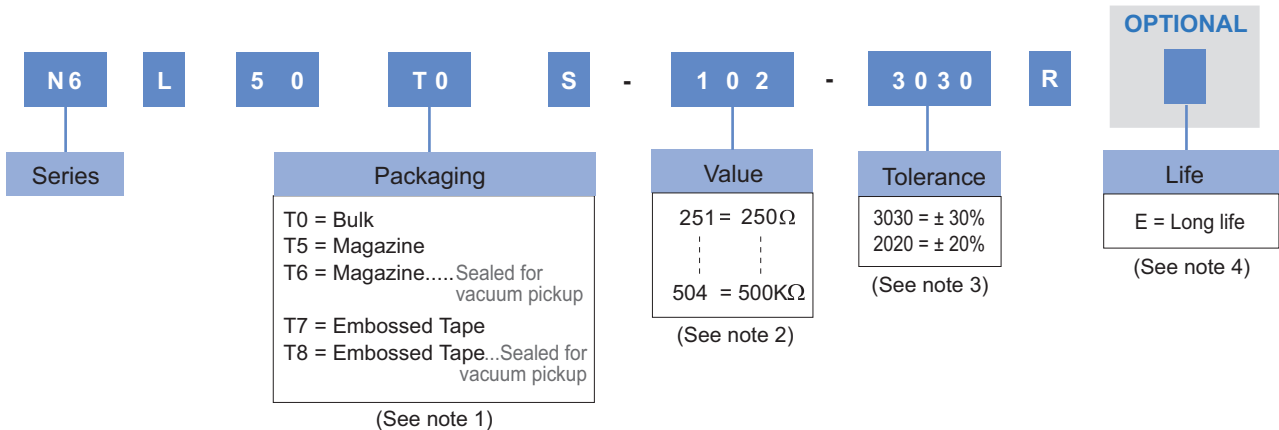 OPTIONAL
N6 L 5 0 T0 S - 1 0 2 - 3 0 3 0 R
Series
Packaging
T0 = Bulk
T5 = Magazine
T6 = Magazine.....Sealed for
vacuum pickup
T7 = Embossed Tape
T8 = Embossed Tape...Sealed for
vacuum pickup
(See note 1)
Value
251 = 250Ω
504 = 500KΩ
(See note 2)
Tolerance
3030 = ± 30%
2020 = ± 20%
(See note 3)
Life
E = Long life
(See note 4)